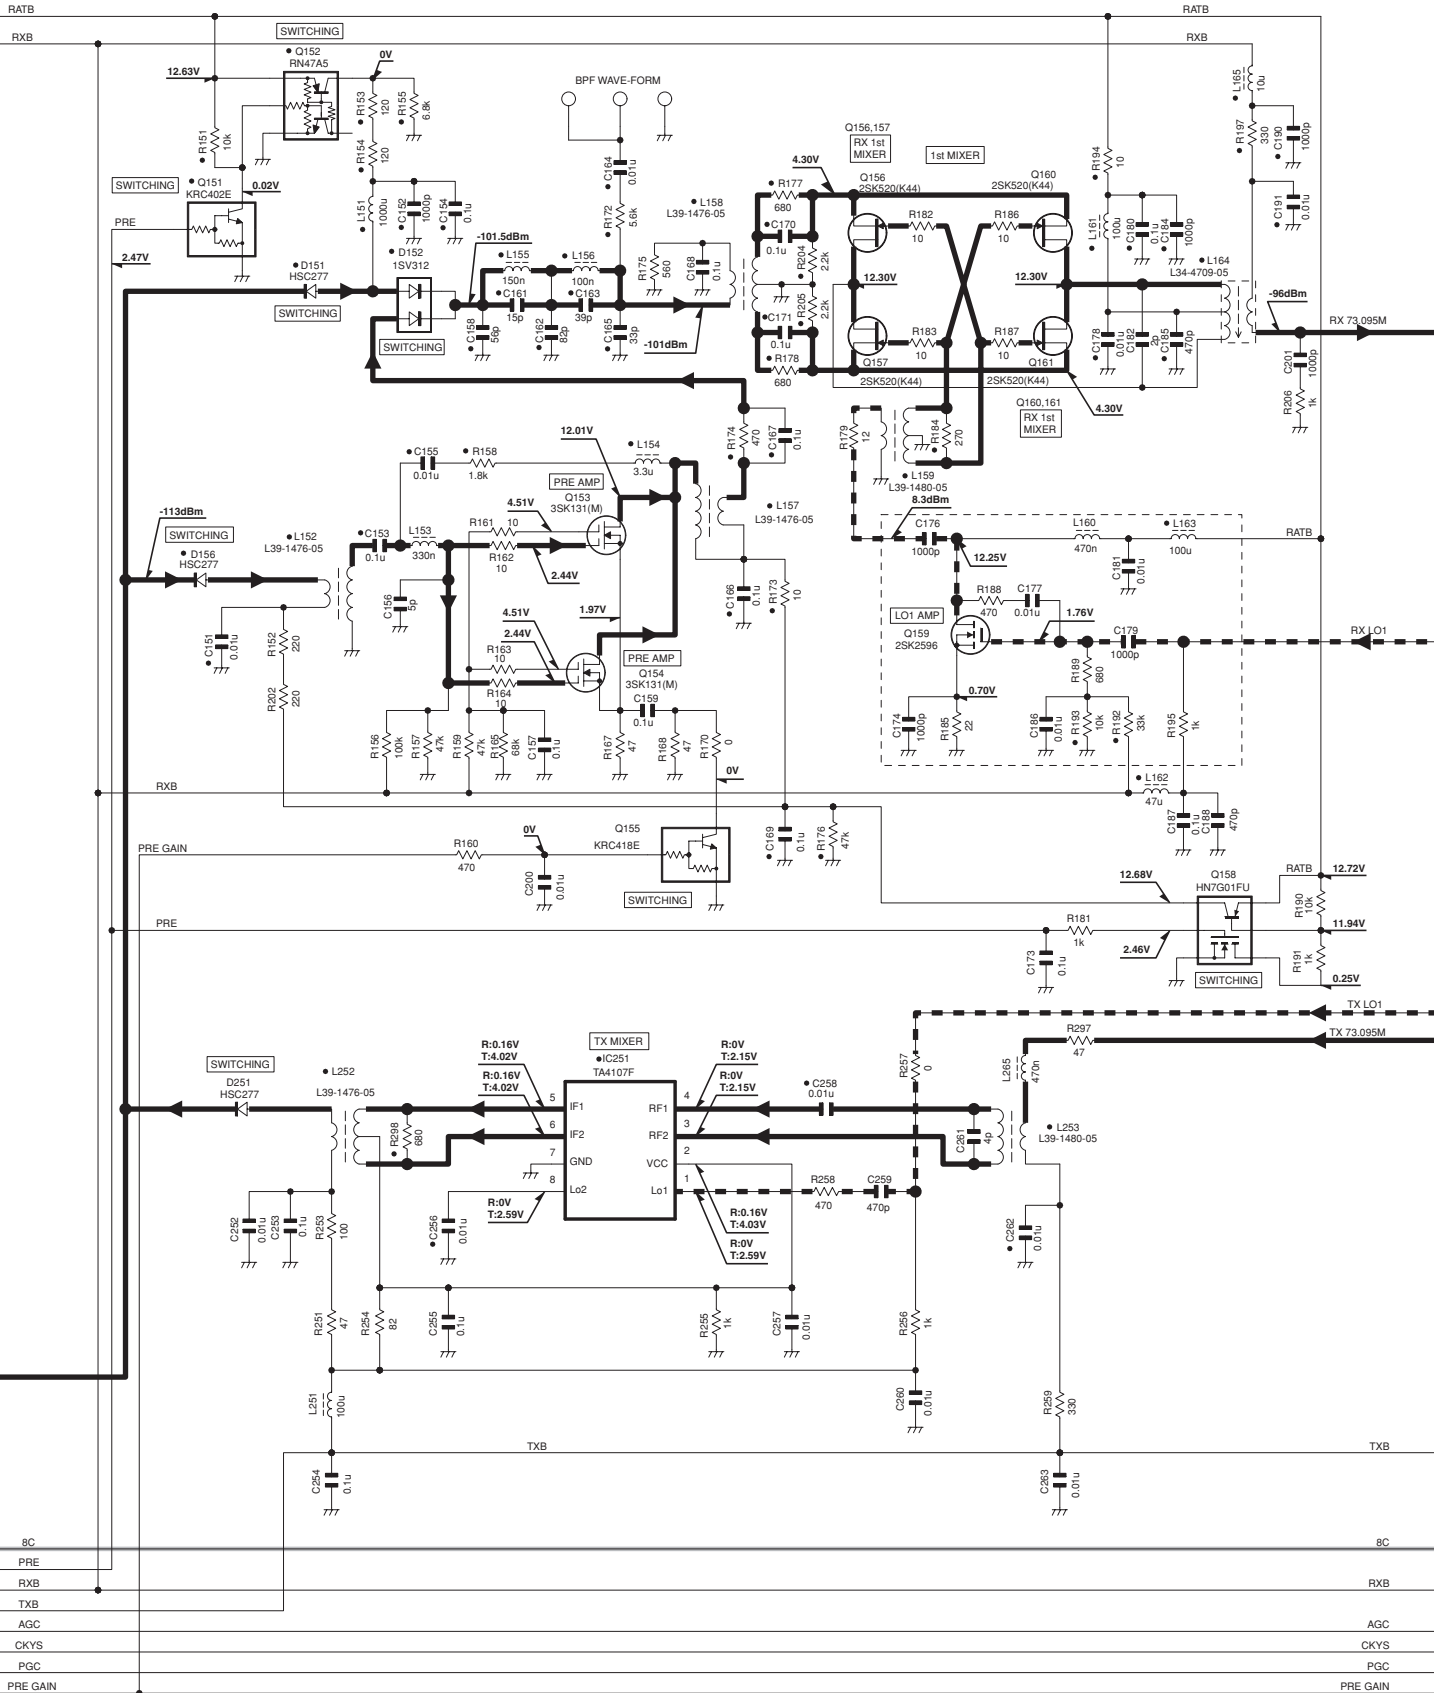 RATB
RATB
RXB
RXB
SWITCHING
Q152
RN47A5
0V
12.63V
R153
120
R155
6.8k
R154
120
R151
10k
BPF WAVE-FORM
SWITCHING
Q151
KRC402E
0.02V
PRE
2.47V
L151
1000u
C152
1000p
C154
0.1u
C164
0.01u
R172
5.6k
L158
L39-1476-05
Q156,157
RX 1st
MIXER
1st MIXER
4.30V
Q156
2SK520(K44)
Q160
2SK520(K44)
R177
680
C170
0.1u
R182
10
R186
10
R204
2.2k
R205
2.2k
C171
0.1u
R178
680
12.30V
12.30V
R183
10
R187
10
Q157
2SK520(K44)
Q161
2SK520(K44)
Q160,161
RX 1st
MIXER
4.30V
R194
10
L161
100u
C180
0.1u
C184
1000p
L164
L34-4709-05
C178
0.01u
C182
2p
C185
470p
L165
10u
R197
330
C190
1000p
C191
0.01u
-96dBm
RX 73.095M
C201
1000p
R206
1k
D151
HSC277
SWITCHING
D152
1SV312
SWITCHING
-101.5dBm
L155
150n
L156
100n
C161
15p
C163
39p
C158
56p
C162
82p
C165
33p
R175
560
C168
0.1u
-101dBm
12.01V
C155
0.01u
R158
1.8k
L154
3.3u
R174
470
C167
0.1u
R179
12
R184
270
L159
L39-1480-05
8.3dBm
PRE AMP
Q153
3SK131(M)
4.51V
L157
L39-1476-05
-113dBm
SWITCHING
D156
HSC277
L152
L39-1476-05
C153
0.1u
L153
330n
R161
10
R162
10
2.44V
C156
5p
C151
0.01u
R152
220
R202
220
4.51V
2.44V
1.97V
R163
10
R164
10
PRE AMP
Q154
3SK131(M)
C159
0.1u
C166
0.1u
R173
10
R156
100k
R157
47k
R159
47k
R165
68k
C157
0.1u
R167
47
R168
47
R170
0
0V
C176
1000p
12.25V
L160
470n
L163
100u
RATB
C181
0.01u
R188
470
C177
0.01u
1.76V
LO1 AMP
Q159
2SK2596
C179
1000p
RX LO1
R189
680
0.70V
C174
1000p
R185
22
C186
0.01u
R193
10k
R192
33k
R195
1k
RXB
L162
47u
C187
0.1u
C188
470p
PRE GAIN
R160
470
0V
C200
0.01u
Q155
KRC418E
SWITCHING
C169
0.1u
R176
47k
RATB
12.72V
12.68V
Q158
HN7G01FU
R190
10k
11.94V
PRE
R181
1k
2.46V
C173
0.1u
SWITCHING
R191
1k
0.25V
TX LO1
TX 73.095M
R297
47
L265
470n
R257
0
TX MIXER
IC251
TA4107F
R:0.16V
T:4.02V
R:0.16V
T:4.02V
R:0V
T:2.15V
R:0V
T:2.15V
SWITCHING
D251
HSC277
L252
L39-1476-05
R298
680
5
6
7
8
IF1
IF2
GND
Lo2
RF1
RF2
VCC
Lo1
4
3
2
1
C258
0.01u
C261
4p
L253
L39-1480-05
R258
470
C259
470p
R:0V
T:2.59V
R:0.16V
T:4.03V
R:0V
T:2.59V
C252
0.01u
C253
0.1u
R253
100
C256
0.01u
C262
0.01u
R251
47
R254
82
C255
0.1u
R255
1k
C257
0.01u
R256
1k
L251
100u
C260
0.01u
R259
330
TXB
TXB
C254
0.1u
C263
0.01u
8C
8C
PRE
RXB
RXB
TXB
AGC
AGC
CKYS
CKYS
PGC
PGC
PRE GAIN
PRE GAIN